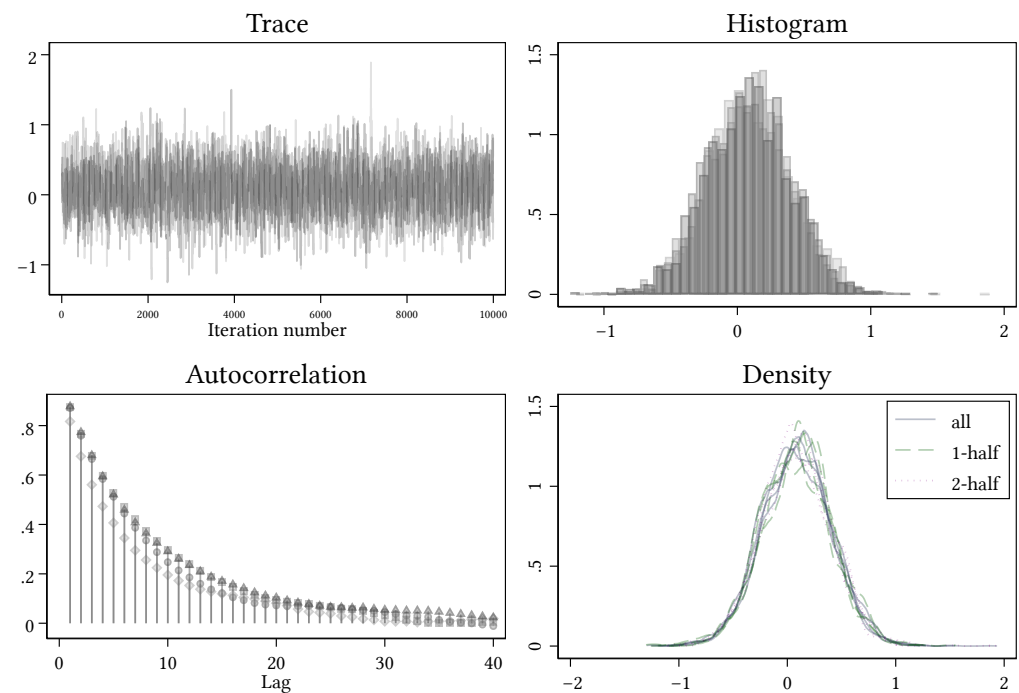 Trace
2
1
0
−1
0 2000 4000 6000 8000 10000
Iteration number
Histogram
1.5
1
.5
0
−1 0 1 2
Autocorrelation
.8
.6
.4
.2
0
0 10 20 30 40
Lag
Density
1.5
1
.5
0
−2 −1 0 1 2
all
1-half
2-half